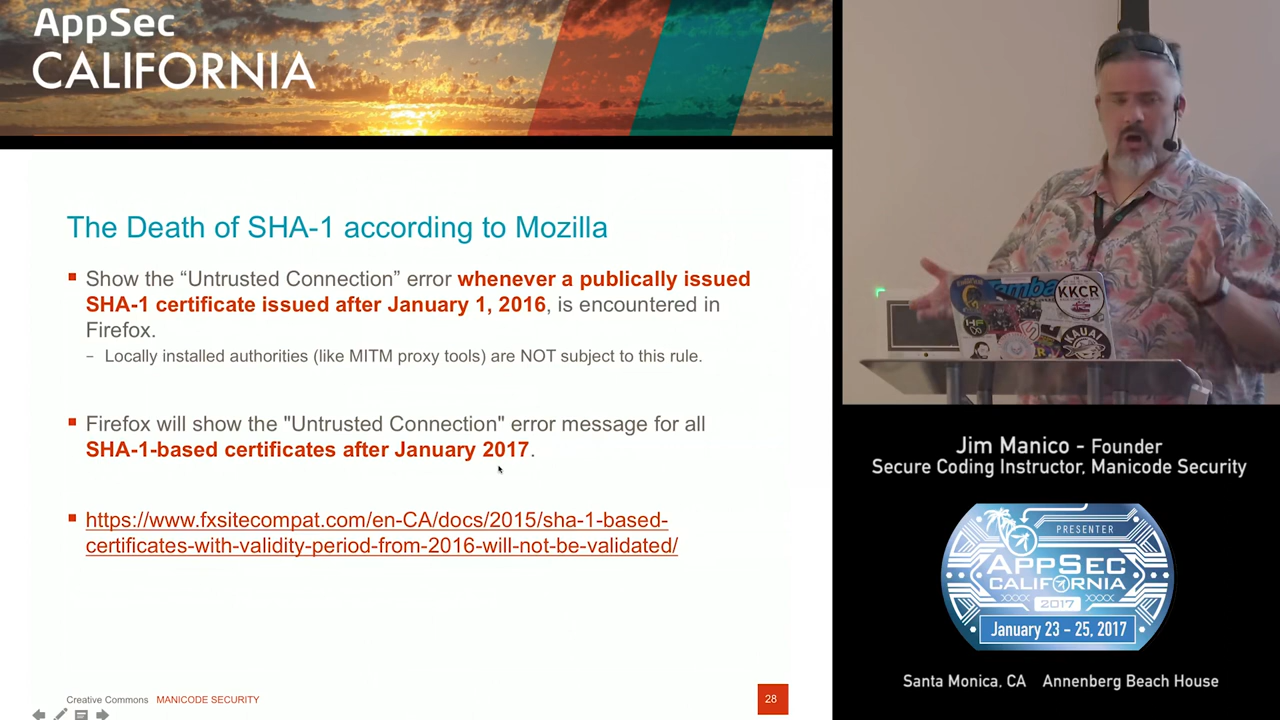 AppSec
CALIFORNIA
The Death of SHA-1 according to Mozilla
Show the “Untrusted Connection” error whenever a publically issued
SHA-1 certificate issued after January 1, 2016, is encountered in
Firefox.
– Locally installed authorities (like MITM proxy tools) are NOT subject to this rule.
Firefox will show the "Untrusted Connection" error message for all
SHA-1-based certificates after January 2017.
https://www.fxsitecompat.com/en-CA/docs/2015/sha-1-based-
certificates-with-validity-period-from-2016-will-not-be-validated/
Creative Commons MANICODE SECURITY
28
KKCR
KAUAI
Jim Manico - Founder
Secure Coding Instructor, Manicode Security
PRESENTER
APPSEC
CALIFORNIA
2017
January 23 - 25, 2017
Santa Monica, CA Annenberg Beach House